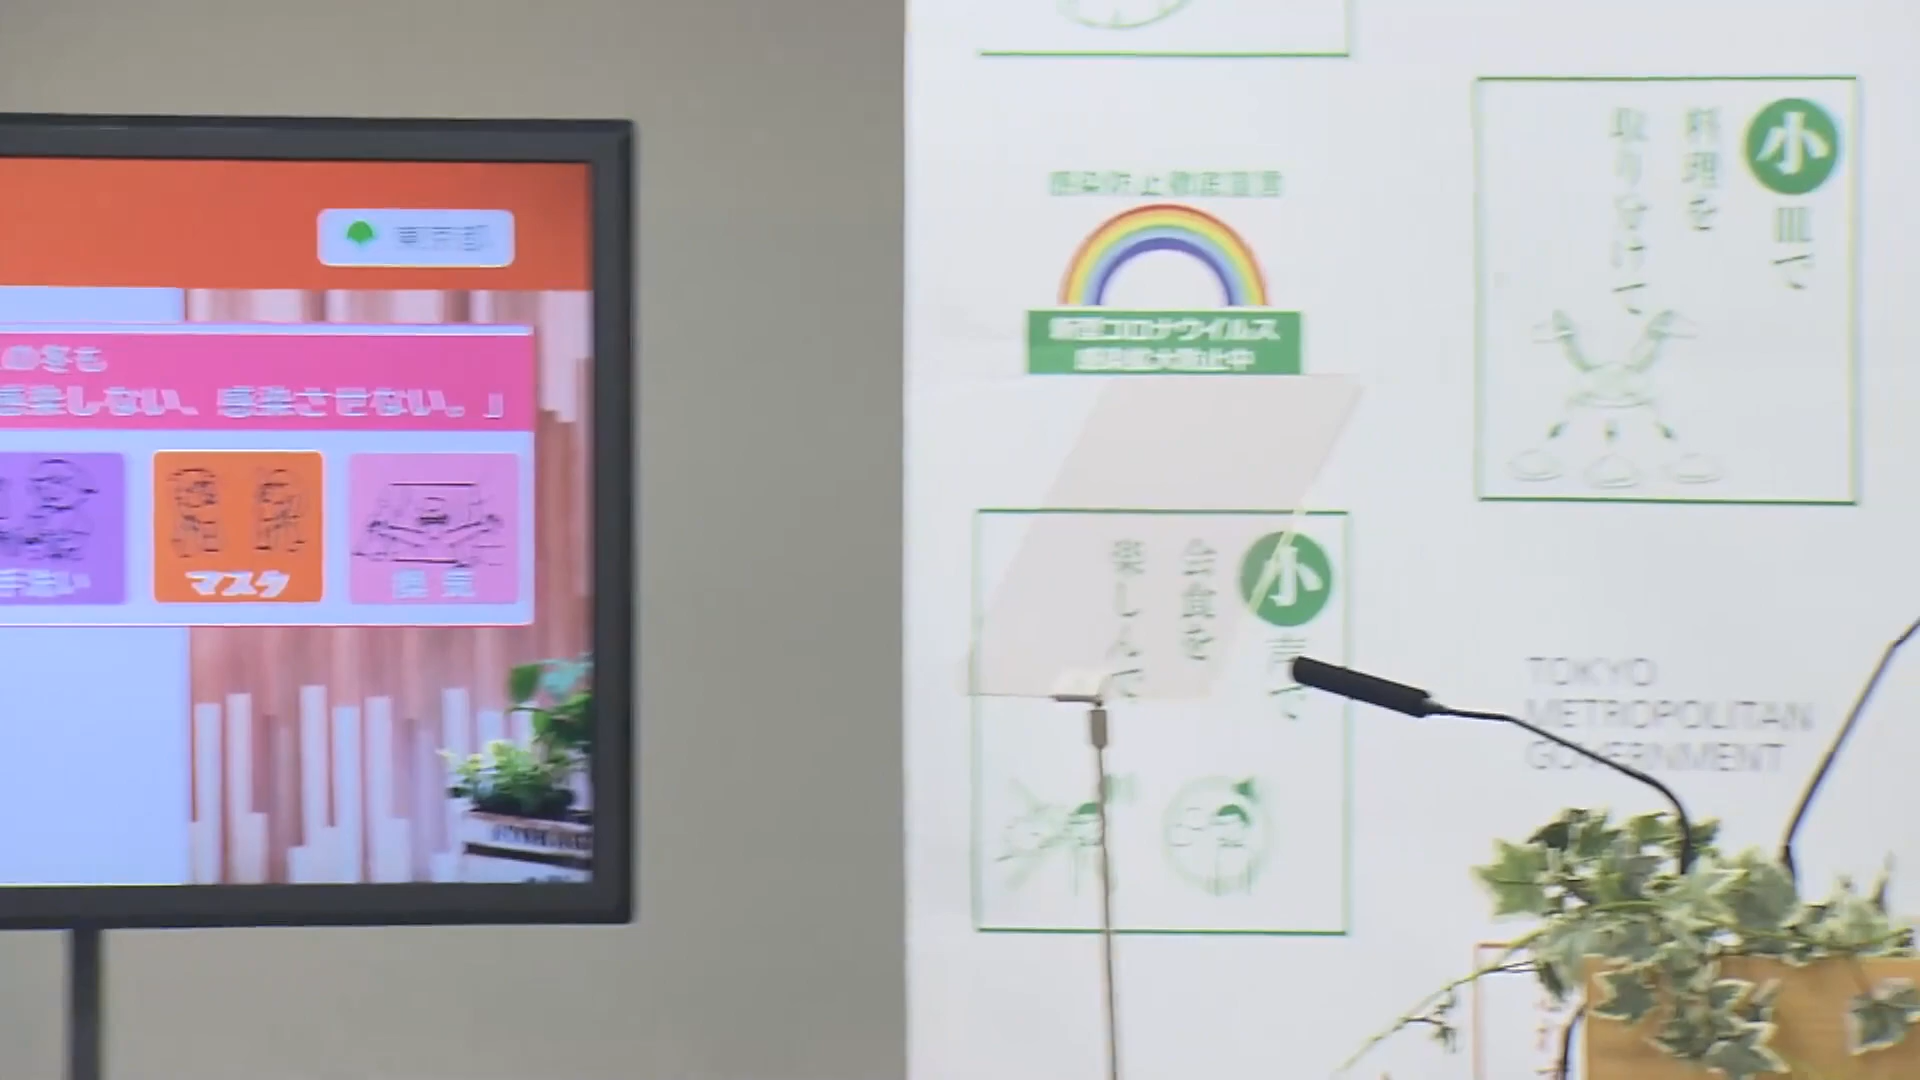 東京都
の冬も
感染しない、感染させない。」
手洗い
マスク
換気
感染防止徹底宣言
新型コロナウイルス
感染拡大防止中
小皿で
料理を
取り分けて
小声で
会食を
楽しんで
TOKYO
METROPOLITAN
GOVERNMENT